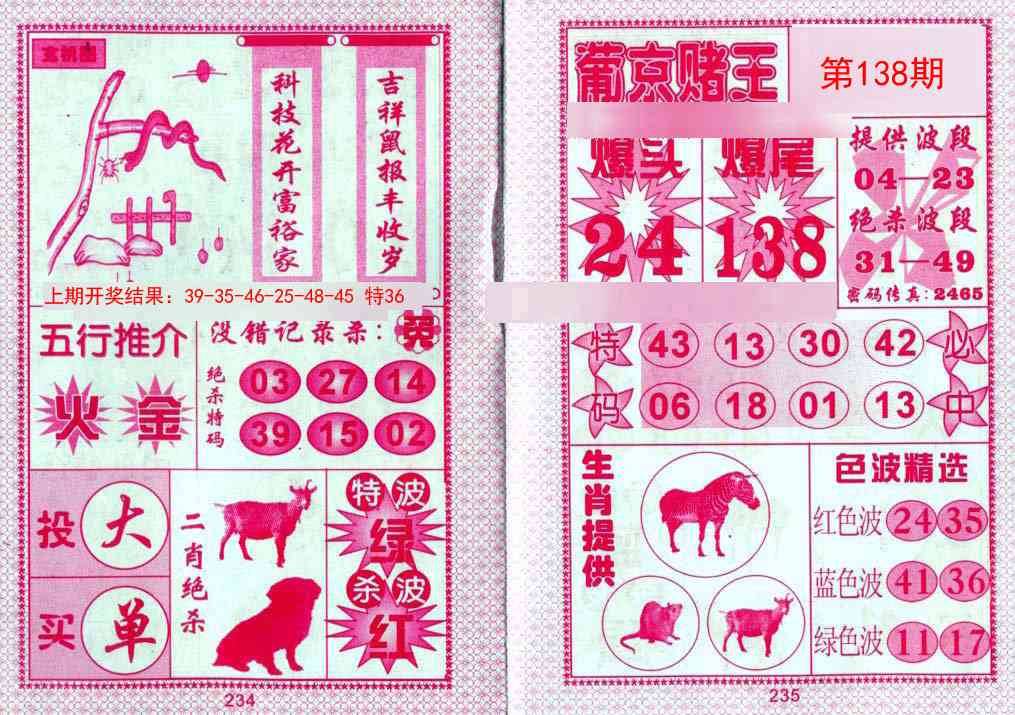 玄机图
科技花开富裕家
吉祥鼠报丰收岁
上期开奖结果：39-35-46-25-48-45 特36
五行推介
火 金
没错记录杀：
绝杀特码
03 27 14
39 15 02
投 大
买 单
二肖绝杀
特波
绿
杀波
红
234
葡京赌王
第138期
爆头
24
爆尾
138
提供波段
04—23
绝杀波段
31—49
密码传真：2465
特 43 13 30 42 必
码 06 18 01 13 中
生肖提供
色波精选
红色波 24 35
蓝色波 41 36
绿色波 11 17
235